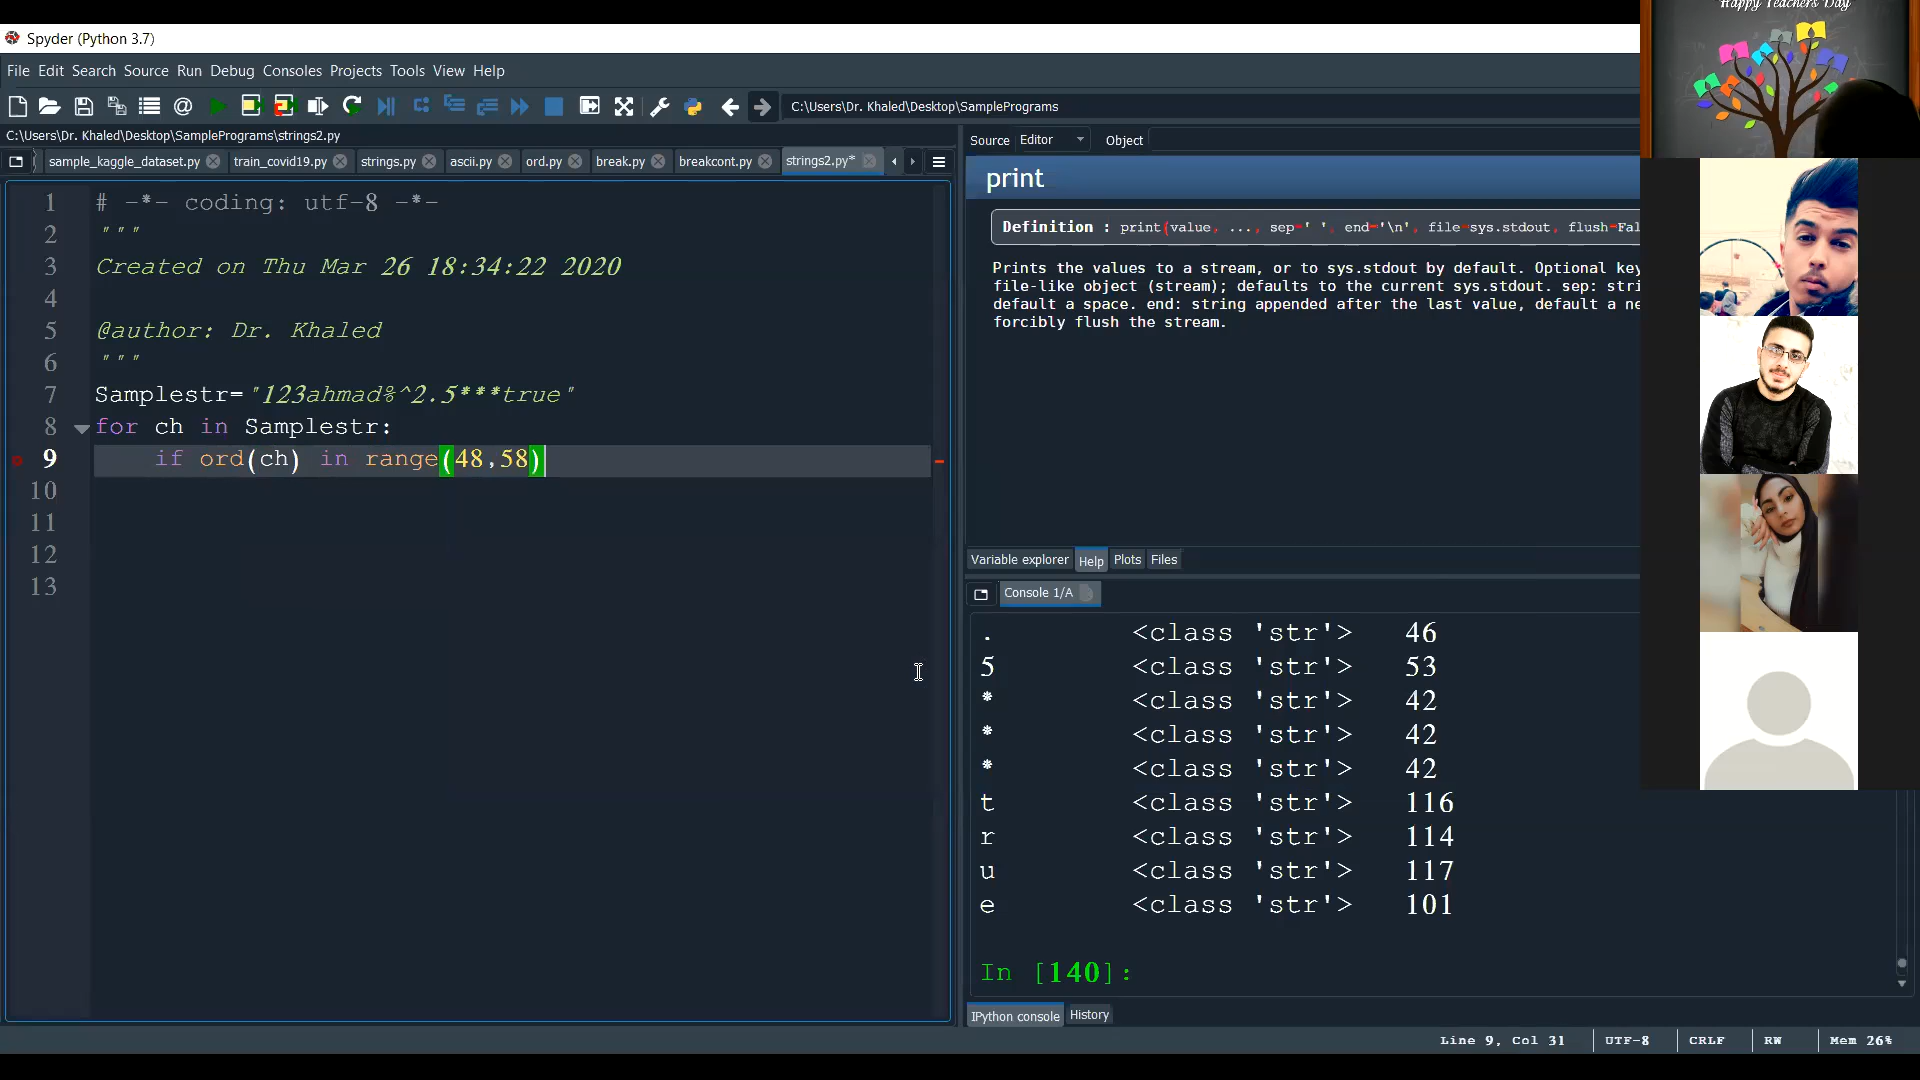 Happy Teachers Day
Spyder (Python 3.7)
File Edit Search Source Run Debug Consoles Projects Tools View Help
C:\Users\Dr. Khaled\Desktop\SamplePrograms
C:\Users\Dr. Khaled\Desktop\SamplePrograms\strings2.py
Source Editor Object
sample_kaggle_dataset.py train_covid19.py strings.py ascii.py ord.py break.py breakcont.py strings2.py*
print
Definition : print(value, ..., sep=' ', end='\n', file=sys.stdout, flush=Fal
Prints the values to a stream, or to sys.stdout by default. Optional key
file-like object (stream); defaults to the current sys.stdout. sep: stri
default a space. end: string appended after the last value, default a ne
forcibly flush the stream.
1 # -*- coding: utf-8 -*-
2 """
3 Created on Thu Mar 26 18:34:22 2020
4
5 @author: Dr. Khaled
6 """
7 Samplestr="123ahmad%^2.5***true"
8 for ch in Samplestr:
9 if ord(ch) in range(48,58)
10
11
12
13
Variable explorer Help Plots Files
Console 1/A
. <class 'str'> 46
5 <class 'str'> 53
* <class 'str'> 42
* <class 'str'> 42
* <class 'str'> 42
t <class 'str'> 116
r <class 'str'> 114
u <class 'str'> 117
e <class 'str'> 101
In [140]:
IPython console History
Line 9, Col 31 UTF-8 CRLF RW Mem 26%